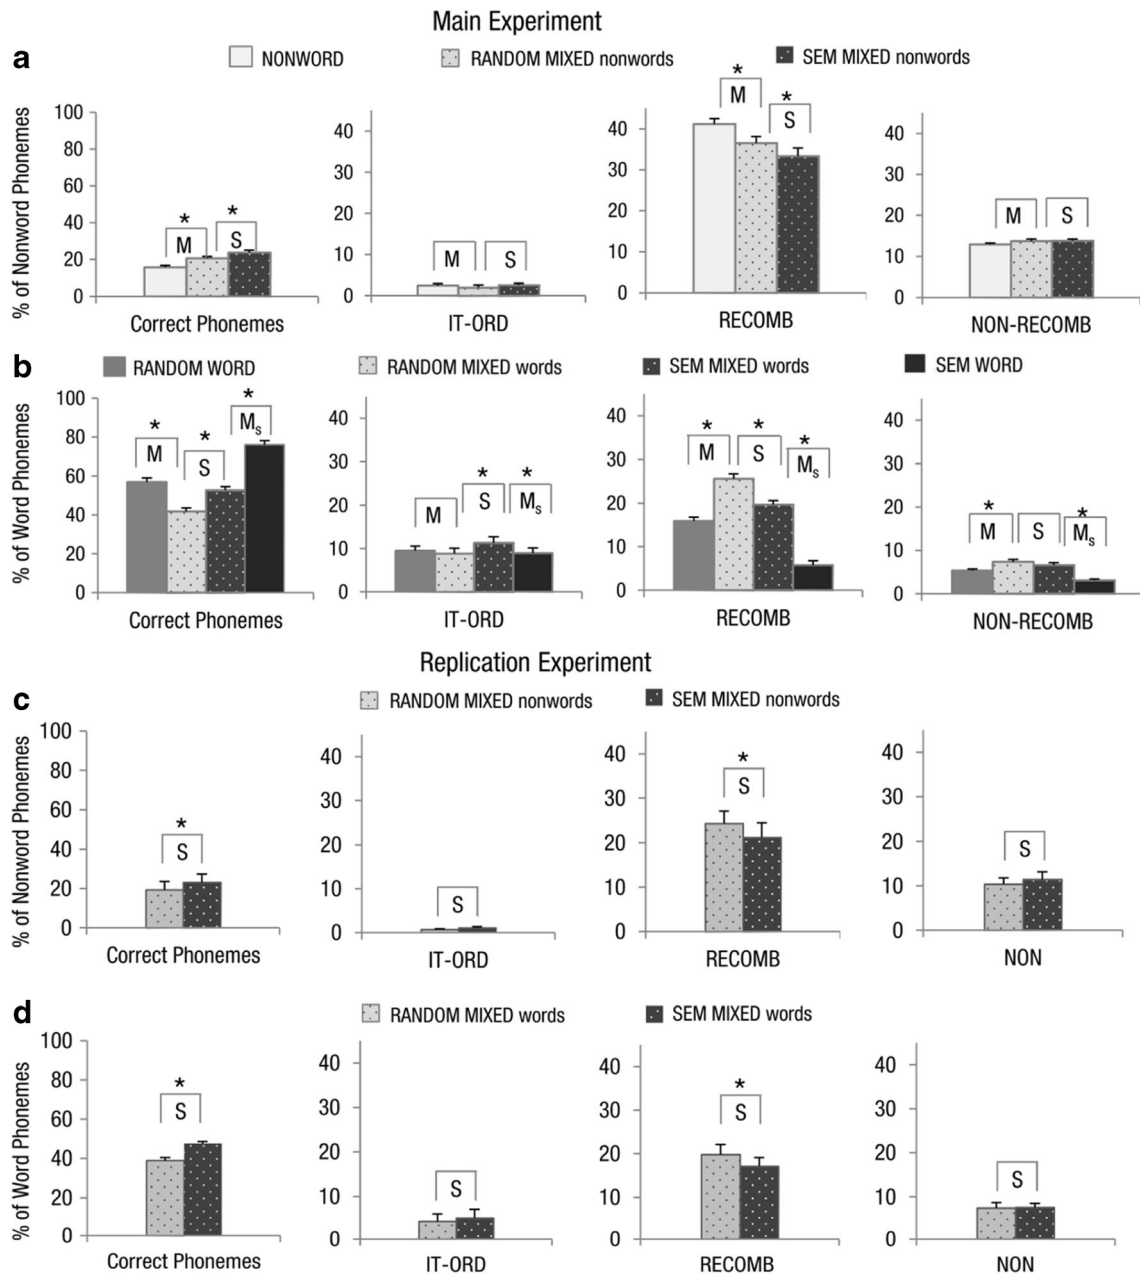 Main Experiment
a
NONWORD RANDOM MIXED nonwords SEM MIXED nonwords
% of Nonword Phonemes
100
80
60
40
20
0
* M * S
Correct Phonemes
40
30
20
10
0
M S
IT-ORD
40
30
20
10
0
* M * S
RECOMB
40
30
20
10
0
M S
NON-RECOMB
b
RANDOM WORD RANDOM MIXED words SEM MIXED words SEM WORD
% of Word Phonemes
100
80
60
40
20
0
* M * S * Ms
Correct Phonemes
40
30
20
10
0
M * S * Ms
IT-ORD
40
30
20
10
0
* M * S * Ms
RECOMB
40
30
20
10
0
* M S * Ms
NON-RECOMB
Replication Experiment
c
RANDOM MIXED nonwords SEM MIXED nonwords
% of Nonword Phonemes
100
80
60
40
20
0
* S
Correct Phonemes
40
30
20
10
0
S
IT-ORD
40
30
20
10
0
* S
RECOMB
40
30
20
10
0
S
NON
d
RANDOM MIXED words SEM MIXED words
% of Word Phonemes
100
80
60
40
20
0
* S
Correct Phonemes
40
30
20
10
0
S
IT-ORD
40
30
20
10
0
* S
RECOMB
40
30
20
10
0
S
NON